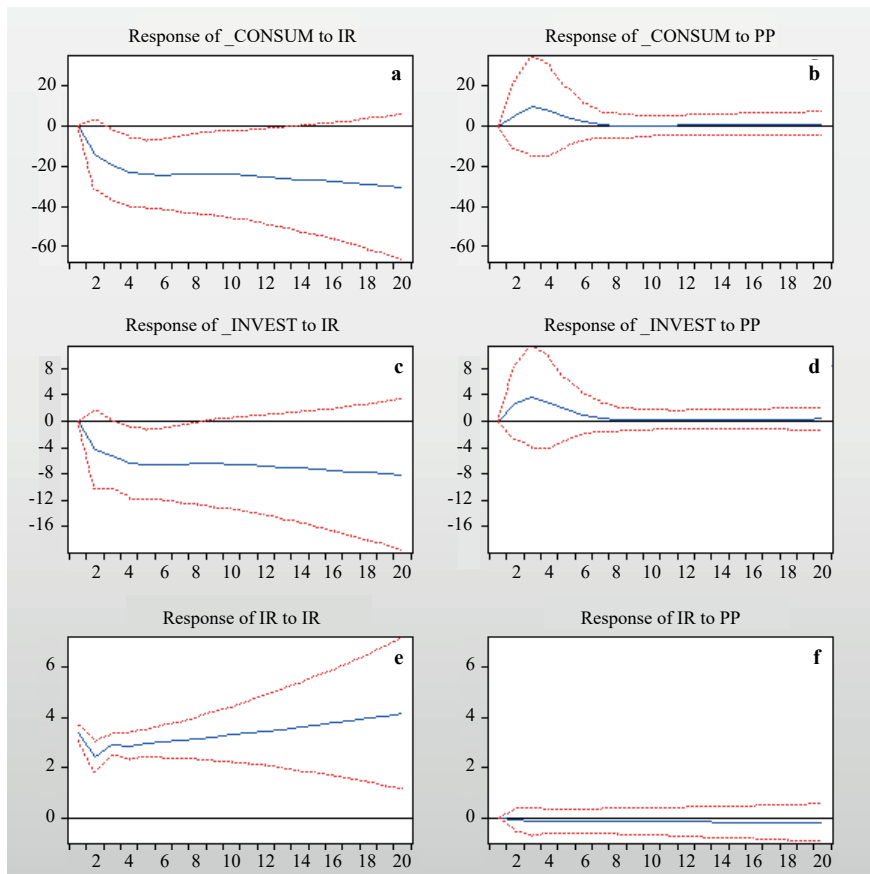 Response of _CONSUM to IR
a
20
0
-20
-40
-60
2 4 6 8 10 12 14 16 18 20
Response of _CONSUM to PP
b
20
0
-20
-40
-60
2 4 6 8 10 12 14 16 18 20
Response of _INVEST to IR
c
8
4
0
-4
-8
-12
-16
2 4 6 8 10 12 14 16 18 20
Response of _INVEST to PP
d
8
4
0
-4
-8
-12
-16
2 4 6 8 10 12 14 16 18 20
Response of IR to IR
e
6
4
2
0
2 4 6 8 10 12 14 16 18 20
Response of IR to PP
f
6
4
2
0
2 4 6 8 10 12 14 16 18 20